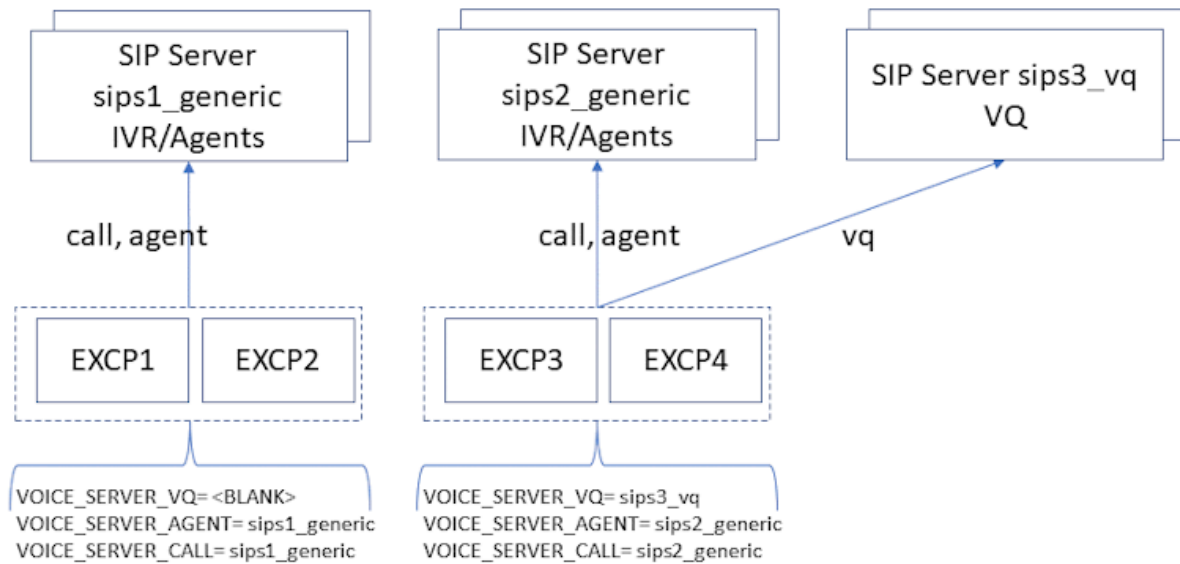 SIP Server
sips1_generic
IVR/Agents
SIP Server
sips2_generic
IVR/Agents
SIP Server sips3_vq
VQ
call, agent
call, agent
vq
EXCP1
EXCP2
EXCP3
EXCP4
VOICE_SERVER_VQ= <BLANK>
VOICE_SERVER_AGENT= sips1_generic
VOICE_SERVER_CALL= sips1_generic
VOICE_SERVER_VQ= sips3_vq
VOICE_SERVER_AGENT= sips2_generic
VOICE_SERVER_CALL= sips2_generic